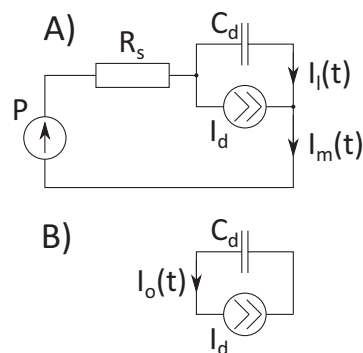 A)
C_d
R_s
I_l(t)
P
I_d
I_m(t)
B)
C_d
I_o(t)
I_d